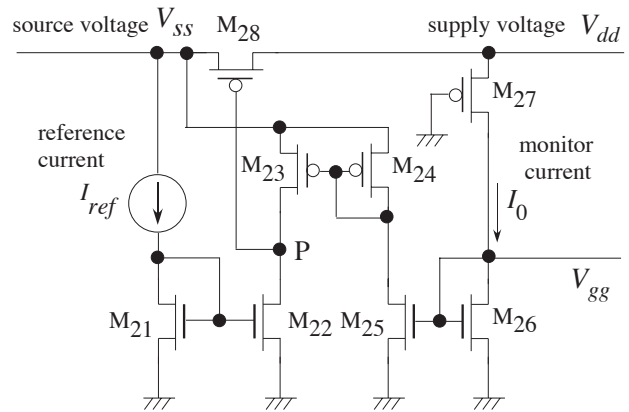 source voltage V_ss M_28 supply voltage V_dd
M_27
reference
current
I_ref
M_23
M_24
monitor
current
I_0
P
V_gg
M_21
M_22
M_25
M_26